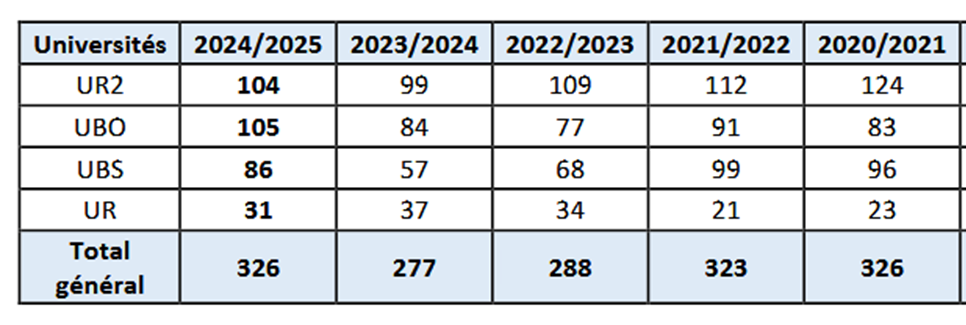 Universités 2024/2025 2023/2024 2022/2023 2021/2022 2020/2021
UR2 104 99 109 112 124
UBO 105 84 77 91 83
UBS 86 57 68 99 96
UR 31 37 34 21 23
Total
général 326 277 288 323 326